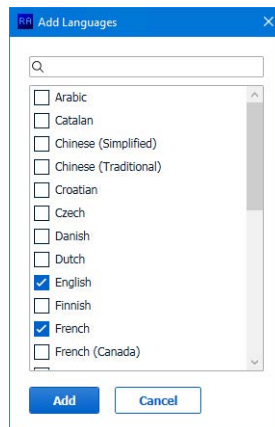 RA Add Languages
Arabic
Catalan
Chinese (Simplified)
Chinese (Traditional)
Croatian
Czech
Danish
Dutch
English
Finnish
French
French (Canada)
Add Cancel